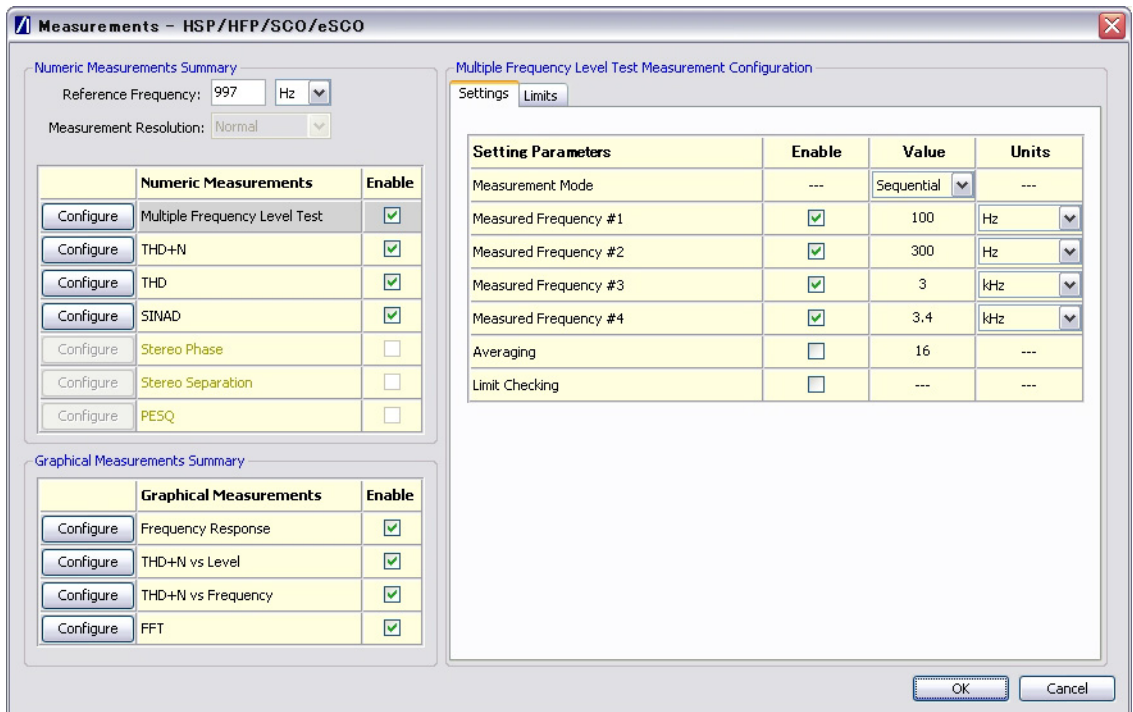 Measurements - HSP/HFP/SCO/eSCO
Numeric Measurements Summary
Reference Frequency: 997 Hz
Measurement Resolution: Normal
Numeric Measurements Enable
Configure Multiple Frequency Level Test
Configure THD+N
Configure THD
Configure SINAD
Configure Stereo Phase
Configure Stereo Separation
Configure PESQ
Graphical Measurements Summary
Graphical Measurements Enable
Configure Frequency Response
Configure THD+N vs Level
Configure THD+N vs Frequency
Configure FFT
Multiple Frequency Level Test Measurement Configuration
Settings Limits
Setting Parameters Enable Value Units
Measurement Mode --- Sequential ---
Measured Frequency #1 100 Hz
Measured Frequency #2 300 Hz
Measured Frequency #3 3 kHz
Measured Frequency #4 3.4 kHz
Averaging 16 ---
Limit Checking --- ---
OK Cancel